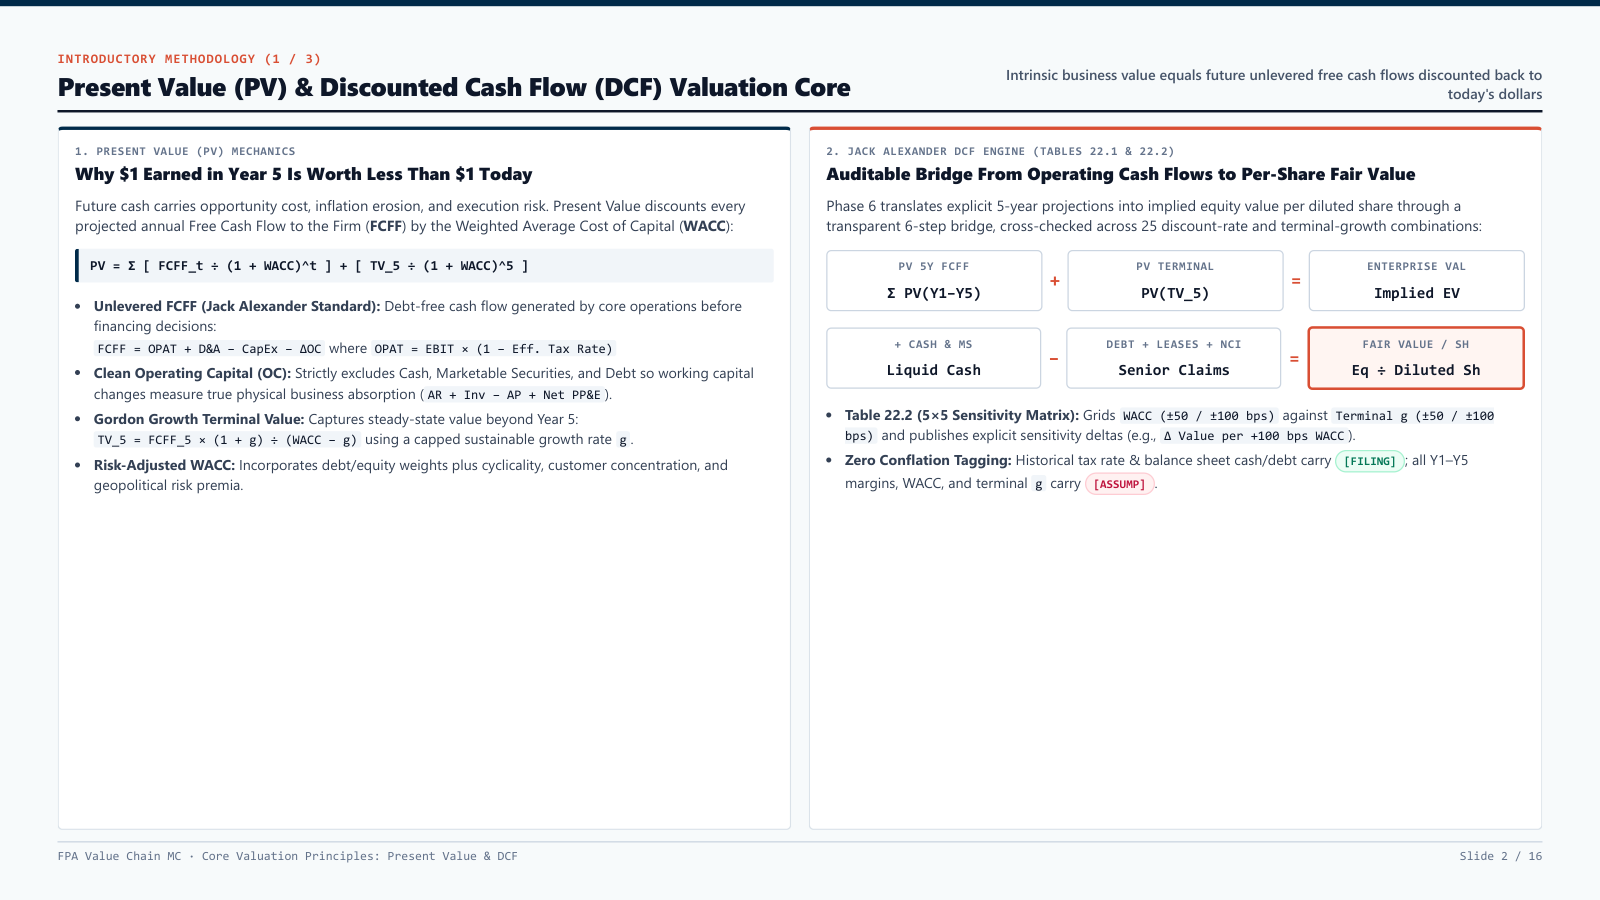 INTRODUCTORY METHODOLOGY (1 / 3)
Present Value (PV) & Discounted Cash Flow (DCF) Valuation Core
Intrinsic business value equals future unlevered free cash flows discounted back to
today's dollars
1. PRESENT VALUE (PV) MECHANICS
Why $1 Earned in Year 5 Is Worth Less Than $1 Today
Future cash carries opportunity cost, inflation erosion, and execution risk. Present Value discounts every
projected annual Free Cash Flow to the Firm (FCFF) by the Weighted Average Cost of Capital (WACC):
PV = Σ [ FCFF_t ÷ (1 + WACC)^t ] + [ TV_5 ÷ (1 + WACC)^5 ]
• Unlevered FCFF (Jack Alexander Standard): Debt-free cash flow generated by core operations before
financing decisions:
FCFF = OPAT + D&A – CapEx – ΔOC where OPAT = EBIT × (1 – Eff. Tax Rate)
• Clean Operating Capital (OC): Strictly excludes Cash, Marketable Securities, and Debt so working capital
changes measure true physical business absorption ( AR + Inv – AP + Net PP&E ).
• Gordon Growth Terminal Value: Captures steady-state value beyond Year 5:
TV_5 = FCFF_5 × (1 + g) ÷ (WACC – g) using a capped sustainable growth rate g .
• Risk-Adjusted WACC: Incorporates debt/equity weights plus cyclicality, customer concentration, and
geopolitical risk premia.
2. JACK ALEXANDER DCF ENGINE (TABLES 22.1 & 22.2)
Auditable Bridge From Operating Cash Flows to Per-Share Fair Value
Phase 6 translates explicit 5-year projections into implied equity value per diluted share through a
transparent 6-step bridge, cross-checked across 25 discount-rate and terminal-growth combinations:
PV 5Y FCFF
Σ PV(Y1–Y5)
+
PV TERMINAL
PV(TV_5)
=
ENTERPRISE VAL
Implied EV
+ CASH & MS
Liquid Cash
–
DEBT + LEASES + NCI
Senior Claims
=
FAIR VALUE / SH
Eq ÷ Diluted Sh
• Table 22.2 (5×5 Sensitivity Matrix): Grids WACC (±50 / ±100 bps) against Terminal g (±50 / ±100
bps) and publishes explicit sensitivity deltas (e.g., Δ Value per +100 bps WACC ).
• Zero Conflation Tagging: Historical tax rate & balance sheet cash/debt carry [FILING]; all Y1–Y5
margins, WACC, and terminal g carry [ASSUMP].
FPA Value Chain MC · Core Valuation Principles: Present Value & DCF
Slide 2 / 16